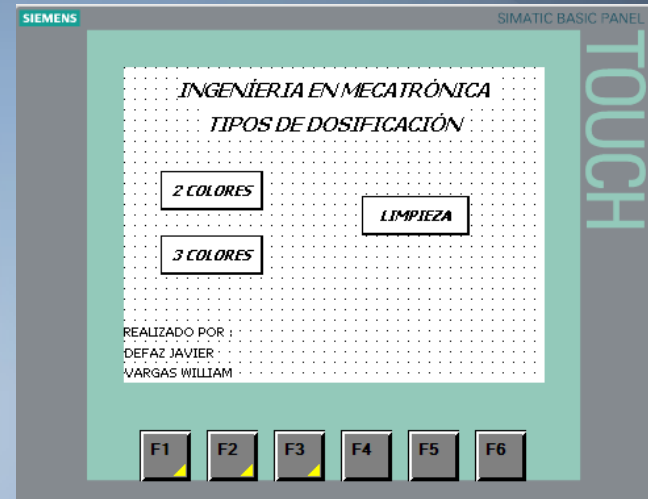 SIEMENS
SIMATIC BASIC PANEL
TOUCH
INGENÍERIA EN MECATRÓNICA
TIPOS DE DOSIFICACIÓN
2 COLORES
LIMPIEZA
3 COLORES
REALIZADO POR :
DEFAZ JAVIER
VARGAS WILLIAM
F1 F2 F3 F4 F5 F6